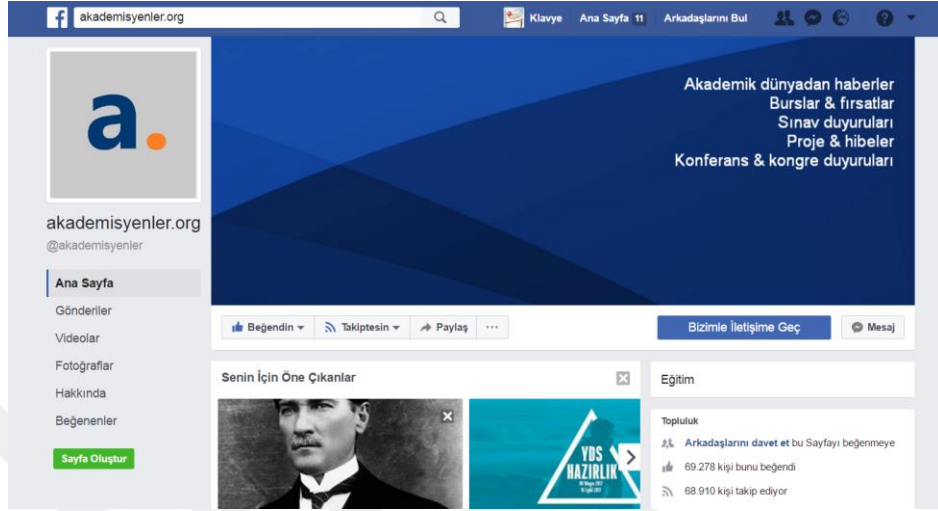 akademisyenler.org
Klavye
Ana Sayfa 11
Arkadaşlarını Bul
a.
Akademik dünyadan haberler
Burslar & fırsatlar
Sınav duyuruları
Proje & hibeler
Konferans & kongre duyuruları
akademisyenler.org
@akademisyenler
Ana Sayfa
Gönderiler
Videolar
Fotoğraflar
Hakkında
Beğenenler
Sayfa Oluştur
Beğendin
Takiptesin
Paylaş
Bizimle İletişime Geç
Mesaj
Senin İçin Öne Çıkanlar
YDS
HAZIRLIK
Eğitim
Topluluk
Arkadaşlarını davet et bu Sayfayı beğenmeye
69.278 kişi bunu beğendi
68.910 kişi takip ediyor